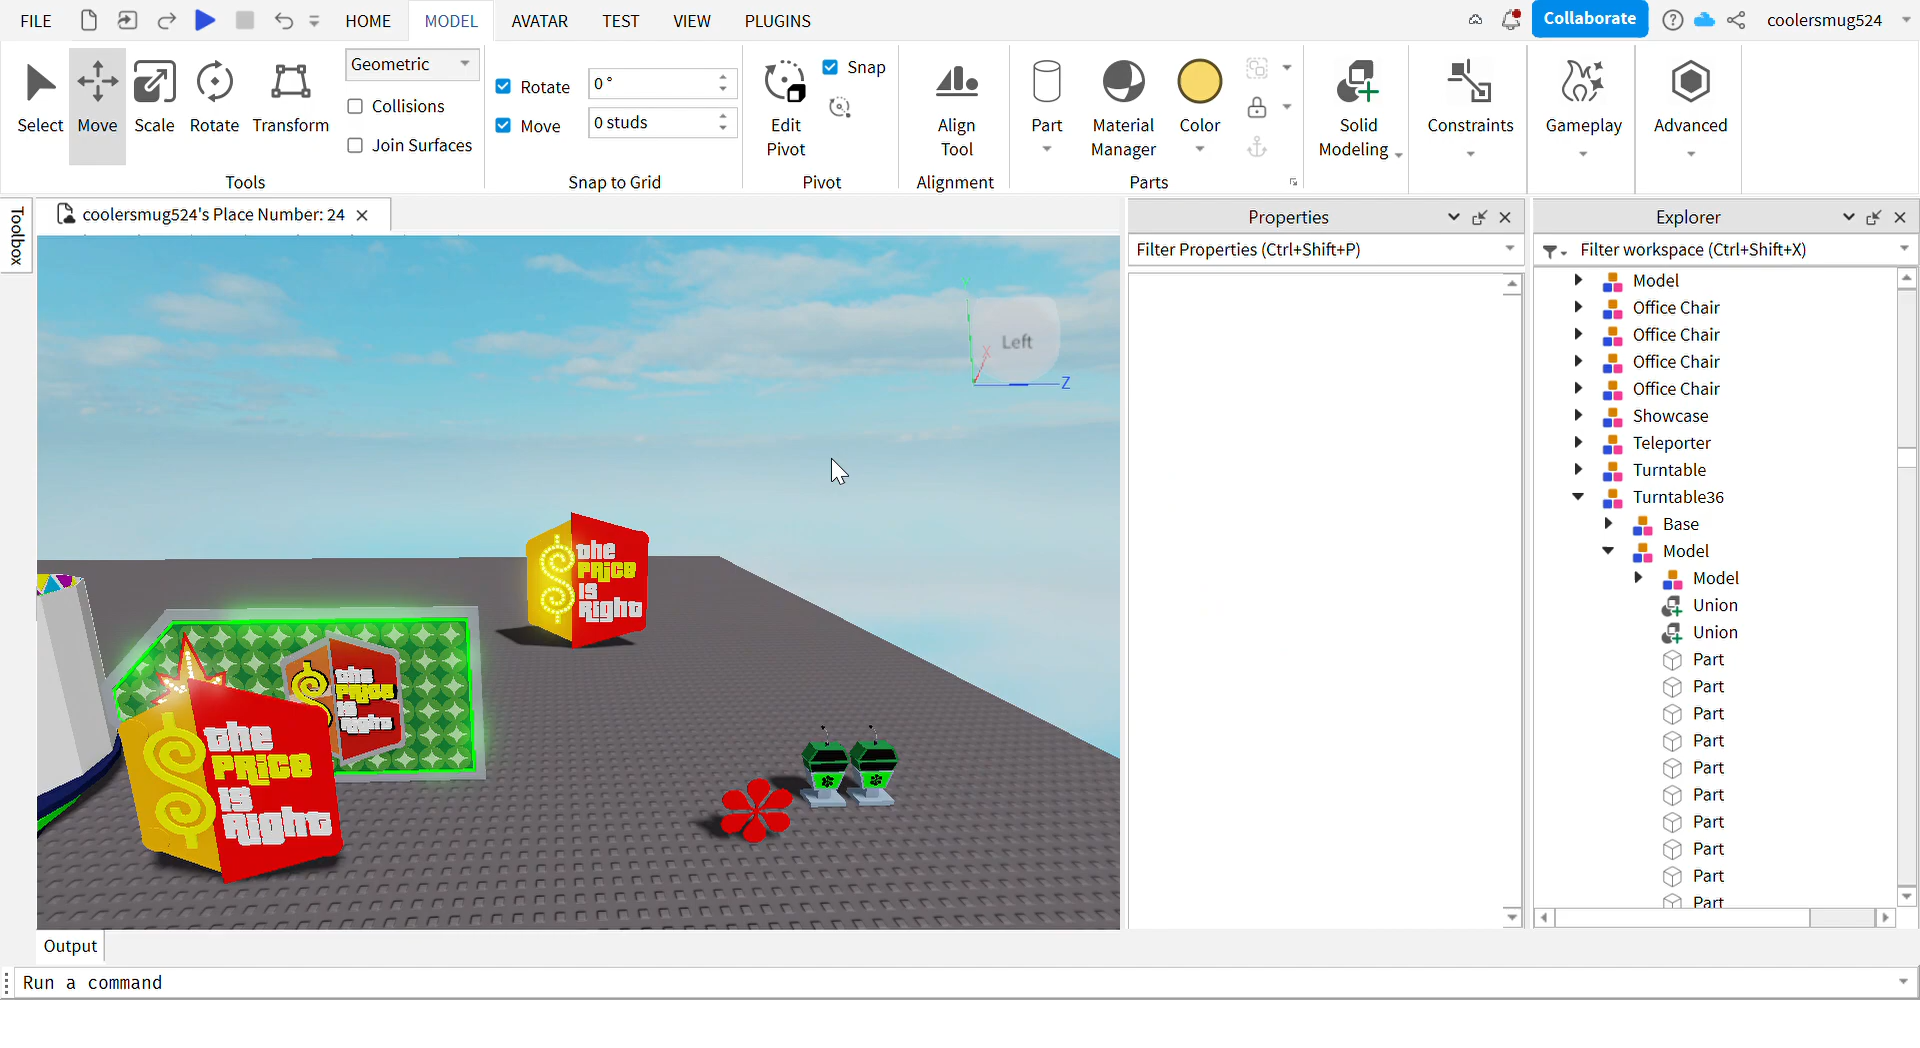 FILE
HOME
MODEL
AVATAR
TEST
VIEW
PLUGINS
Collaborate
coolersmug524
Select
Move
Scale
Rotate
Transform
Tools
Geometric
Collisions
Join Surfaces
Rotate
0 °
Move
0 studs
Snap to Grid
Edit
Pivot
Snap
Pivot
Align
Tool
Alignment
Part
Material
Manager
Color
Parts
Solid
Modeling
Constraints
Gameplay
Advanced
Toolbox
coolersmug524's Place Number: 24
Y
X
Left
Z
the
PRiCe
is
Right
the
PRiCe
is
Right
the
PRiCe
is
Right
Properties
Filter Properties (Ctrl+Shift+P)
Explorer
Filter workspace (Ctrl+Shift+X)
Model
Office Chair
Office Chair
Office Chair
Office Chair
Showcase
Teleporter
Turntable
Turntable36
Base
Model
Model
Union
Union
Part
Part
Part
Part
Part
Part
Part
Part
Part
Part
Output
Run a command